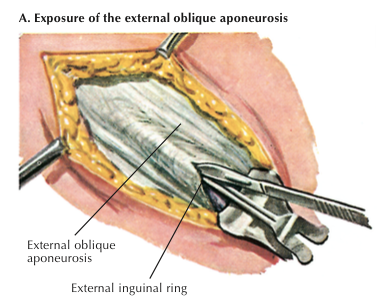 A. Exposure of the external oblique aponeurosis
External oblique
aponeurosis
External inguinal ring